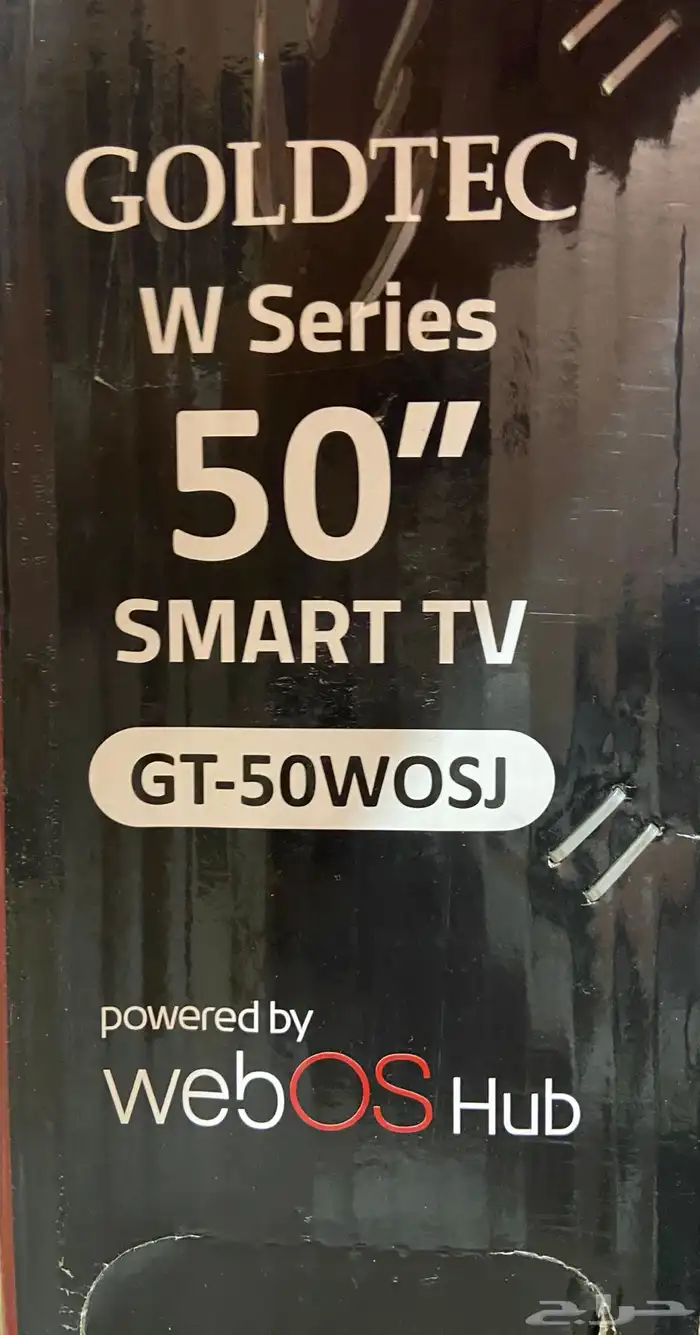 GOLDTEC
W Series
50”
SMART TV
GT-50WOSJ
powered by
webOS Hub
حراج